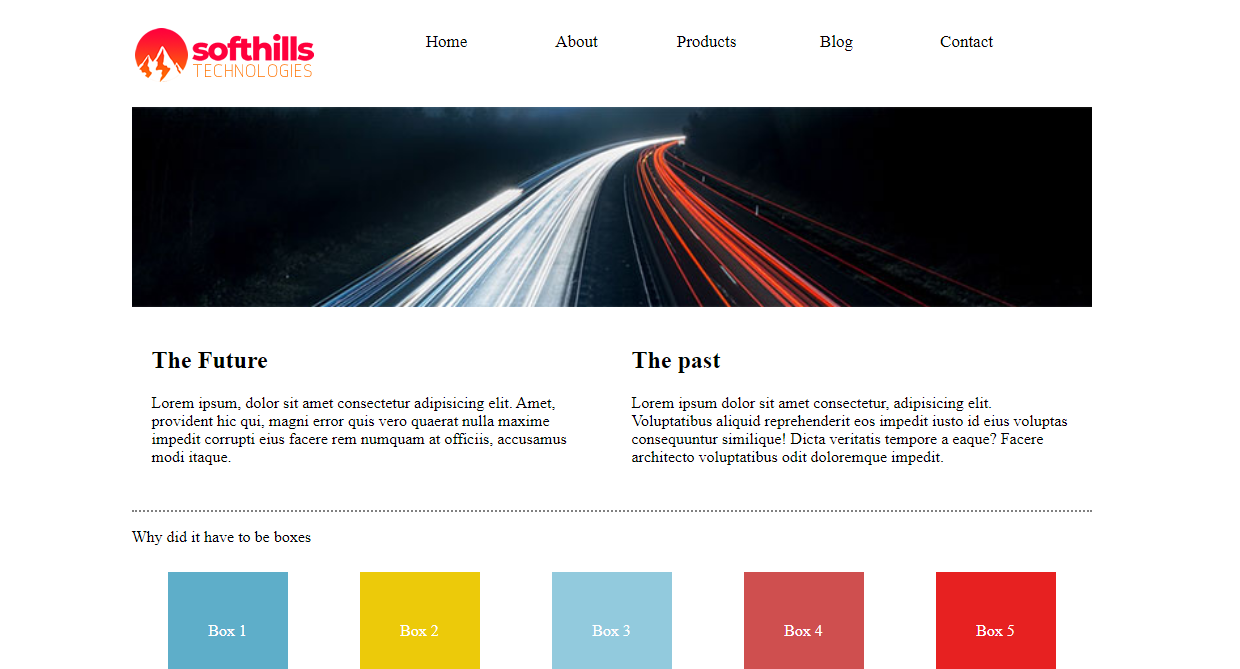 softhills
TECHNOLOGIES
Home About Products Blog Contact
The Future
Lorem ipsum, dolor sit amet consectetur adipisicing elit. Amet,
provident hic qui, magni error quis vero quaerat nulla maxime
impedit corrupti eius facere rem numquam at officiis, accusamus
modi itaque.
The past
Lorem ipsum dolor sit amet consectetur, adipisicing elit.
Voluptatibus aliquid reprehenderit eos impedit iusto id eius voluptas
consequuntur similique! Dicta veritatis tempore a eaque? Facere
architecto voluptatibus odit doloremque impedit.
Why did it have to be boxes
Box 1 Box 2 Box 3 Box 4 Box 5